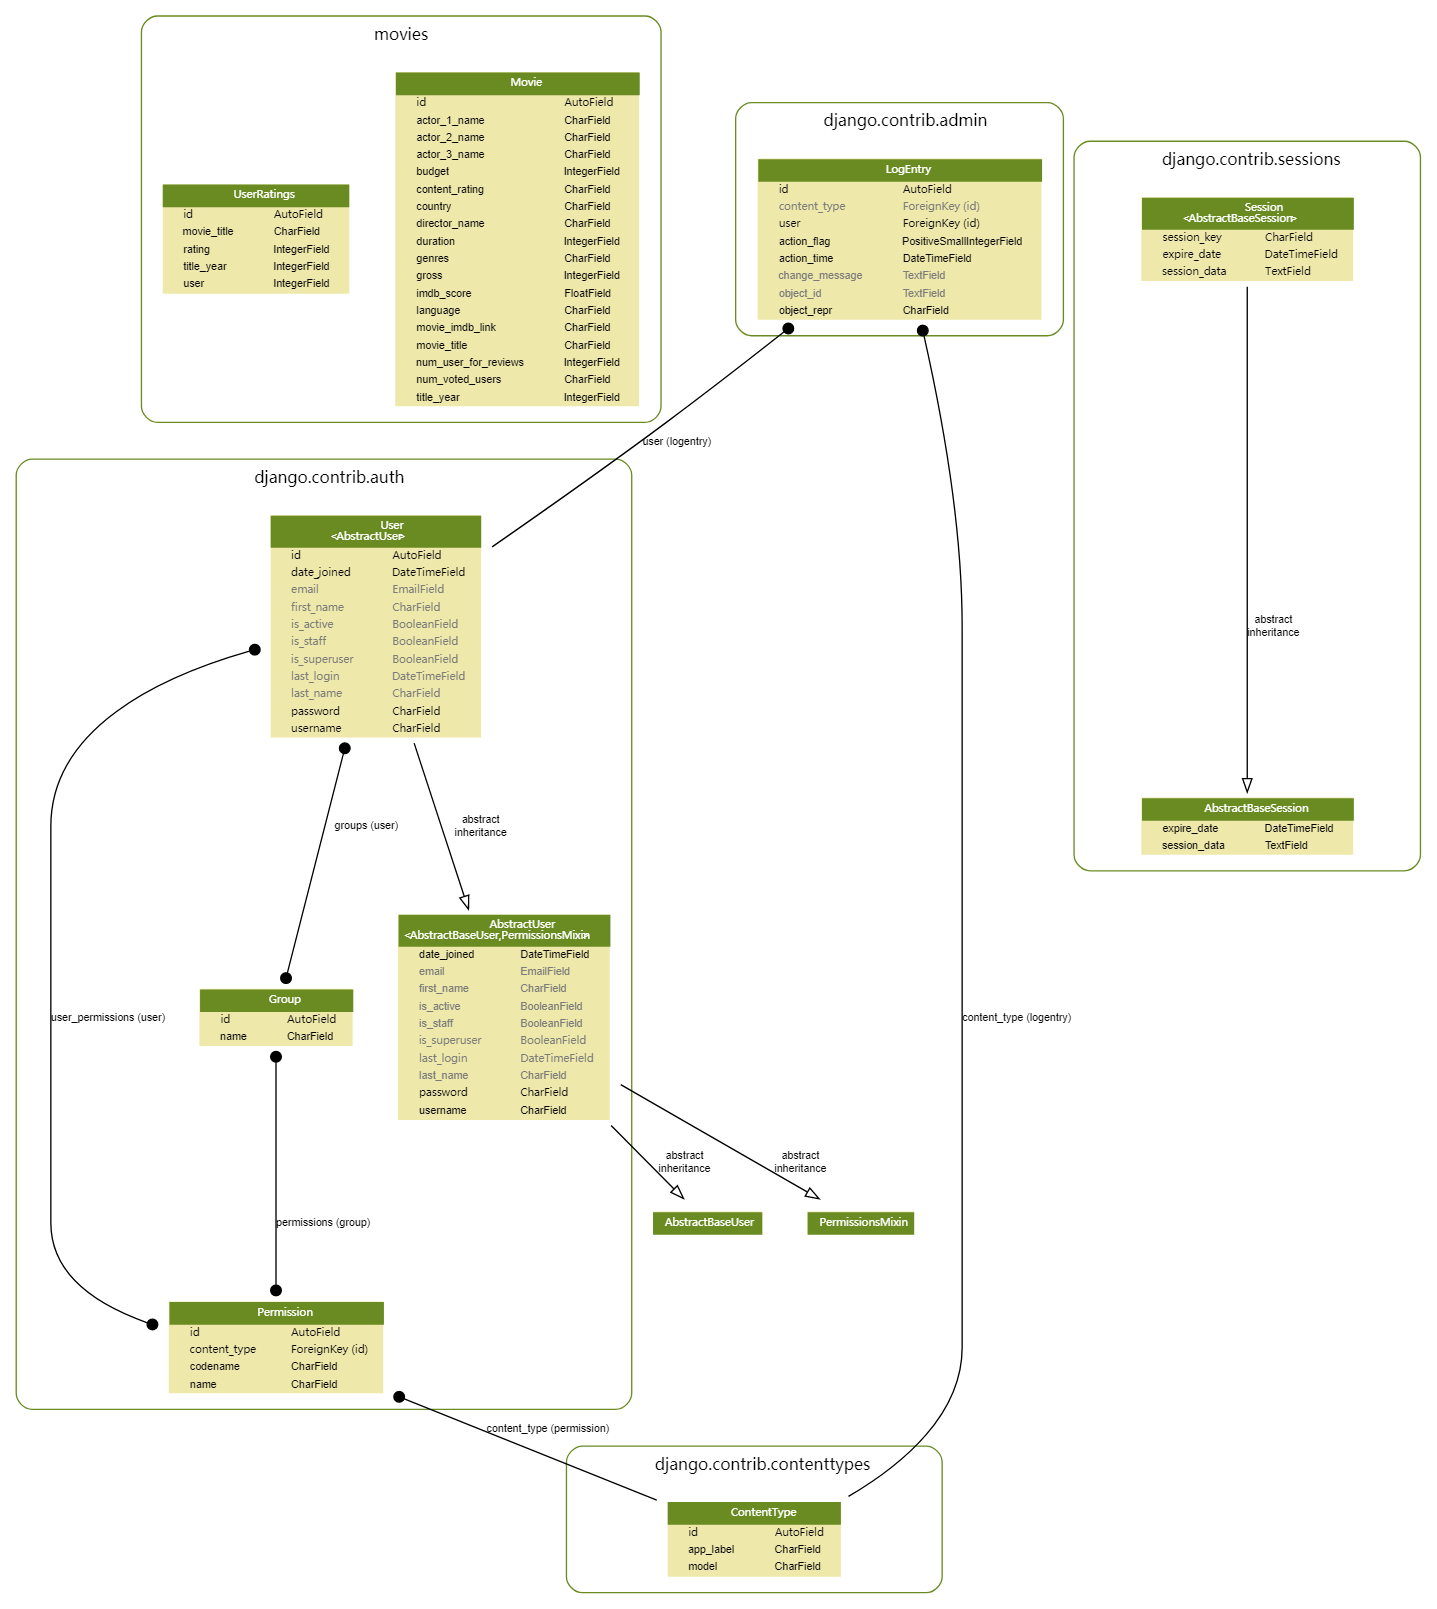 movies
UserRatings
id AutoField
movie_title CharField
rating IntegerField
title_year IntegerField
user IntegerField
Movie
id AutoField
actor_1_name CharField
actor_2_name CharField
actor_3_name CharField
budget IntegerField
content_rating CharField
country CharField
director_name CharField
duration IntegerField
genres CharField
gross IntegerField
imdb_score FloatField
language CharField
movie_imdb_link CharField
movie_title CharField
num_user_for_reviews IntegerField
num_voted_users CharField
title_year IntegerField
django.contrib.admin
LogEntry
id AutoField
content_type ForeignKey (id)
user ForeignKey (id)
action_flag PositiveSmallIntegerField
action_time DateTimeField
change_message TextField
object_id TextField
object_repr CharField
django.contrib.sessions
Session
<AbstractBaseSession>
session_key CharField
expire_date DateTimeField
session_data TextField
abstract
inheritance
AbstractBaseSession
expire_date DateTimeField
session_data TextField
user (logentry)
django.contrib.auth
User
<AbstractUser>
id AutoField
date_joined DateTimeField
email EmailField
first_name CharField
is_active BooleanField
is_staff BooleanField
is_superuser BooleanField
last_login DateTimeField
last_name CharField
password CharField
username CharField
groups (user)
abstract
inheritance
AbstractUser
<AbstractBaseUser,PermissionsMixin>
date_joined DateTimeField
email EmailField
first_name CharField
is_active BooleanField
is_staff BooleanField
is_superuser BooleanField
last_login DateTimeField
last_name CharField
password CharField
username CharField
Group
id AutoField
name CharField
user_permissions (user)
content_type (logentry)
abstract
inheritance
abstract
inheritance
AbstractBaseUser
PermissionsMixin
permissions (group)
Permission
id AutoField
content_type ForeignKey (id)
codename CharField
name CharField
content_type (permission)
django.contrib.contenttypes
ContentType
id AutoField
app_label CharField
model CharField